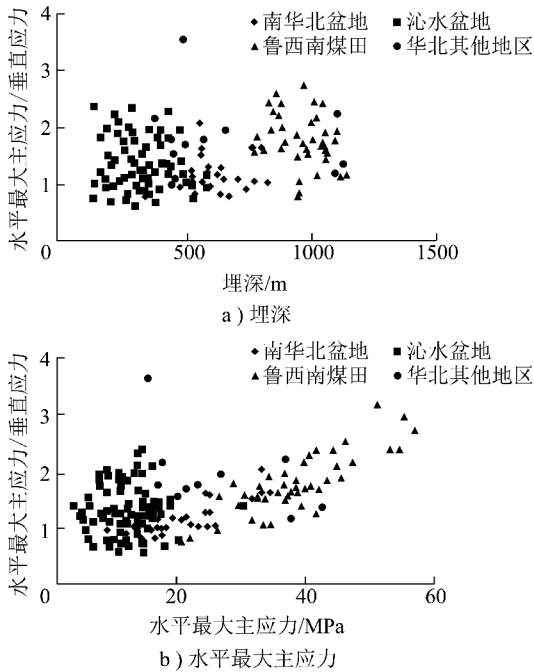 南华北盆地 沁水盆地
鲁西南煤田 华北其他地区
水平最大主应力/垂直应力
4
3
2
1
0
500
1000
1500
埋深/m
a）埋深
南华北盆地 沁水盆地
鲁西南煤田 华北其他地区
水平最大主应力/垂直应力
4
3
2
1
0
20
40
60
水平最大主应力/MPa
b）水平最大主应力